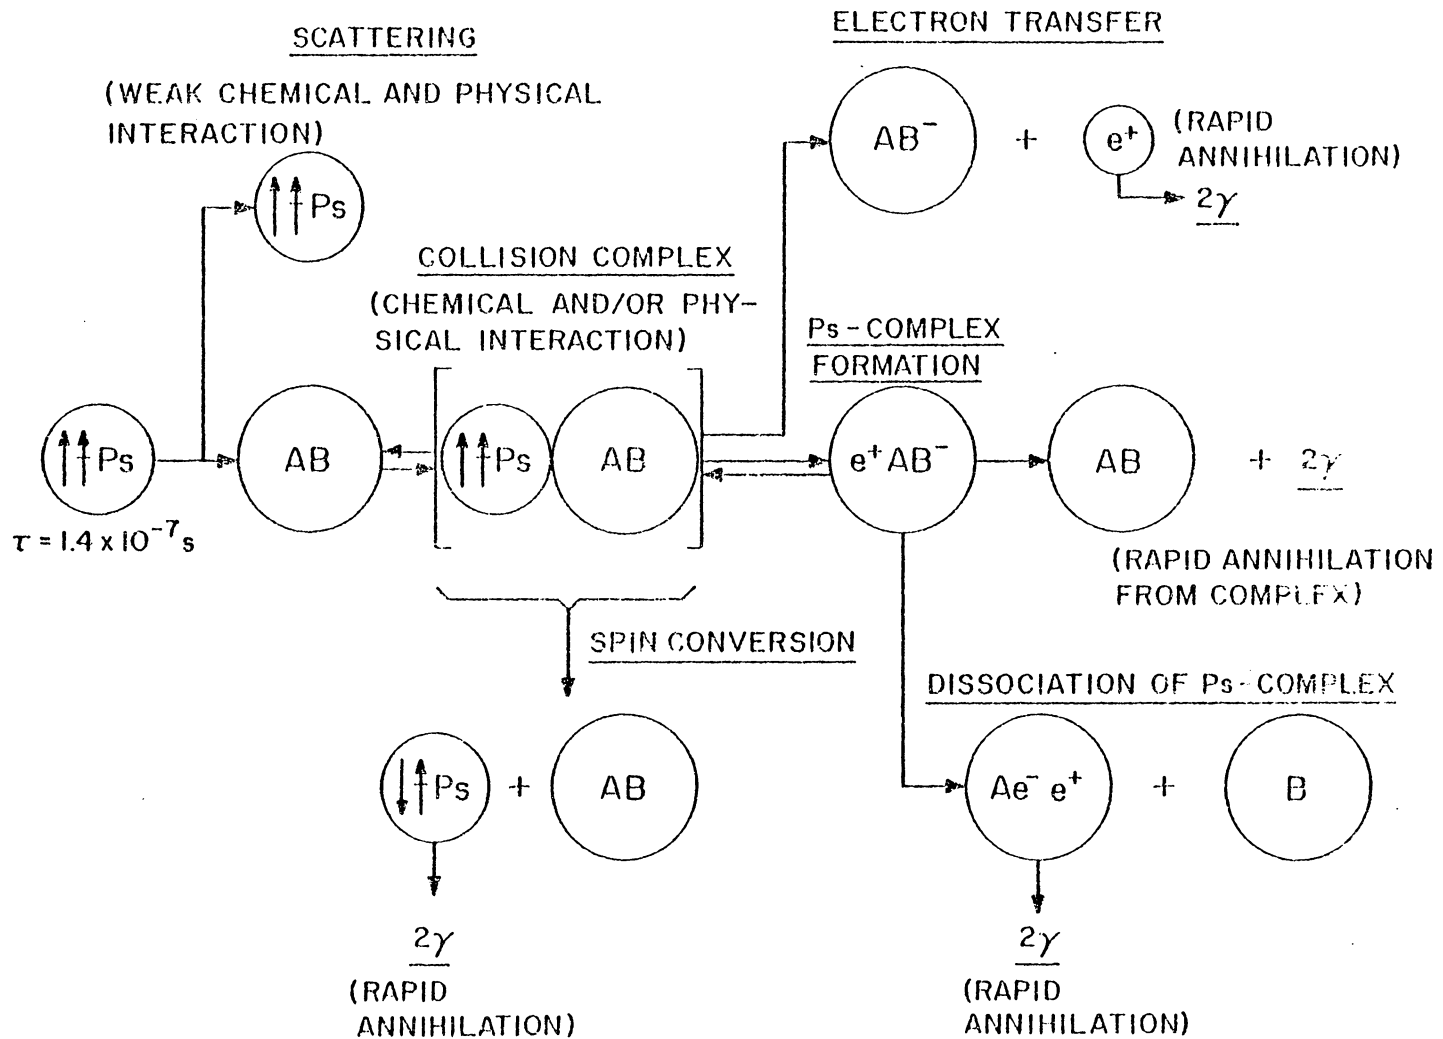 SCATTERING
(WEAK CHEMICAL AND PHYSICAL
INTERACTION)
Ps
ELECTRON TRANSFER
AB⁻ + e⁺
(RAPID
ANNIHILATION)
2γ
COLLISION COMPLEX
(CHEMICAL AND/OR PHY-
SICAL INTERACTION)
Ps-COMPLEX
FORMATION
Ps AB Ps AB e⁺AB⁻ AB + 2γ
τ = 1.4 x 10⁻⁷ s
(RAPID ANNIHILATION
FROM COMPLEX)
SPIN CONVERSION
DISSOCIATION OF Ps-COMPLEX
Ps + AB
Ae⁻ e⁺ + B
2γ
(RAPID
ANNIHILATION)
2γ
(RAPID
ANNIHILATION)